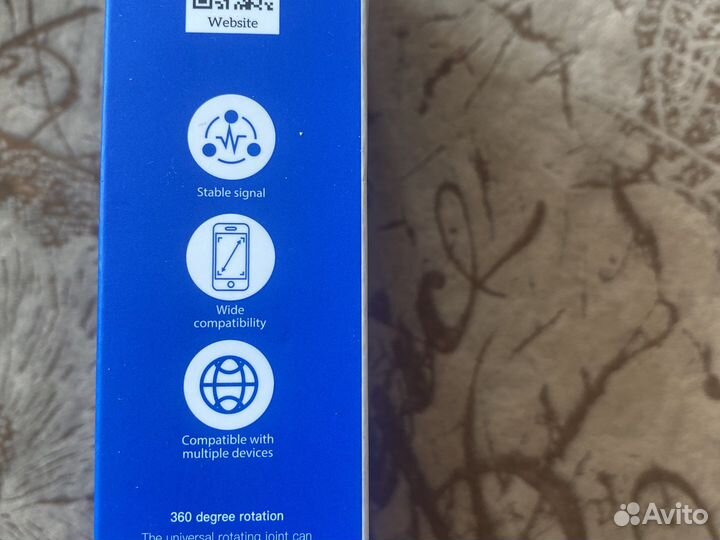 Website
Stable signal
Wide
compatibility
Compatible with
multiple devices
360 degree rotation
The universal rotating joint can
Avito